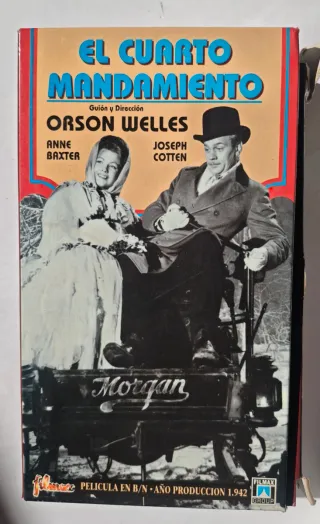 EL CUARTO
MANDAMIENTO
Guión y Dirección
ORSON WELLES
ANNE
BAXTER
JOSEPH
COTTEN
Morgan
filmax
PELICULA EN B/N - AÑO PRODUCCION 1.942
FILMAX
GROUP